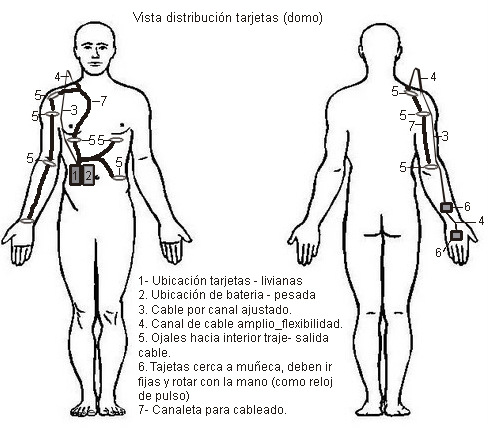 Vista distribución tarjetas (domo)
4
5
3
7
5
5
5 5
5
1 2
4
5
5
7
3
5
6
4
6
1- Ubicación tarjetas - livianas
2. Ubicación de bateria - pesada
3. Cable por canal ajustado.
4. Canal de cable amplio_flexibilidad.
5. Ojales hacia interior traje- salida
cable.
6. Tajetas cerca a muñeca, deben ir
fijas y rotar con la mano (como reloj
de pulso)
7- Canaleta para cableado.